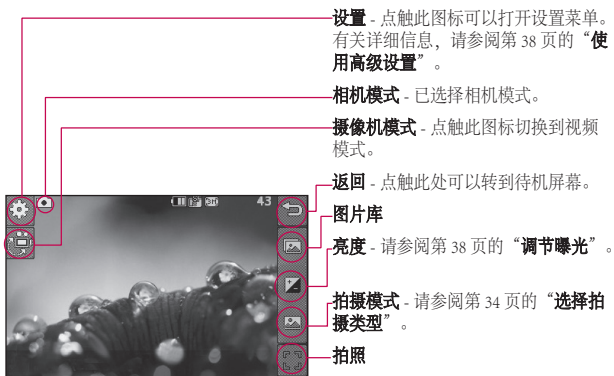 设置 - 点触此图标可以打开设置菜单。
有关详细信息，请参阅第 38 页的“使
用高级设置”。
相机模式 - 已选择相机模式。
摄像机模式 - 点触此图标切换到视频
模式。
返回 - 点触此处可以转到待机屏幕。
图片库
亮度 - 请参阅第 38 页的“调节曝光”。
拍摄模式 - 请参阅第 34 页的“选择拍
摄类型”。
拍照
43